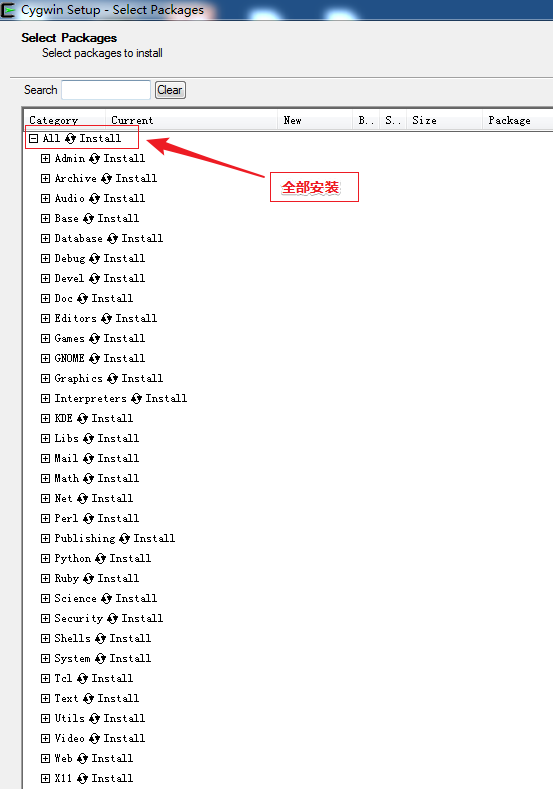 Cygwin Setup - Select Packages
Select Packages
Select packages to install
Search Clear
Category Current New B.. S.. Size Package
All Install
Admin Install
Archive Install
全部安装
Audio Install
Base Install
Database Install
Debug Install
Devel Install
Doc Install
Editors Install
Games Install
GNOME Install
Graphics Install
Interpreters Install
KDE Install
Libs Install
Mail Install
Math Install
Net Install
Perl Install
Publishing Install
Python Install
Ruby Install
Science Install
Security Install
Shells Install
System Install
Tcl Install
Text Install
Utils Install
Video Install
Web Install
X11 Install